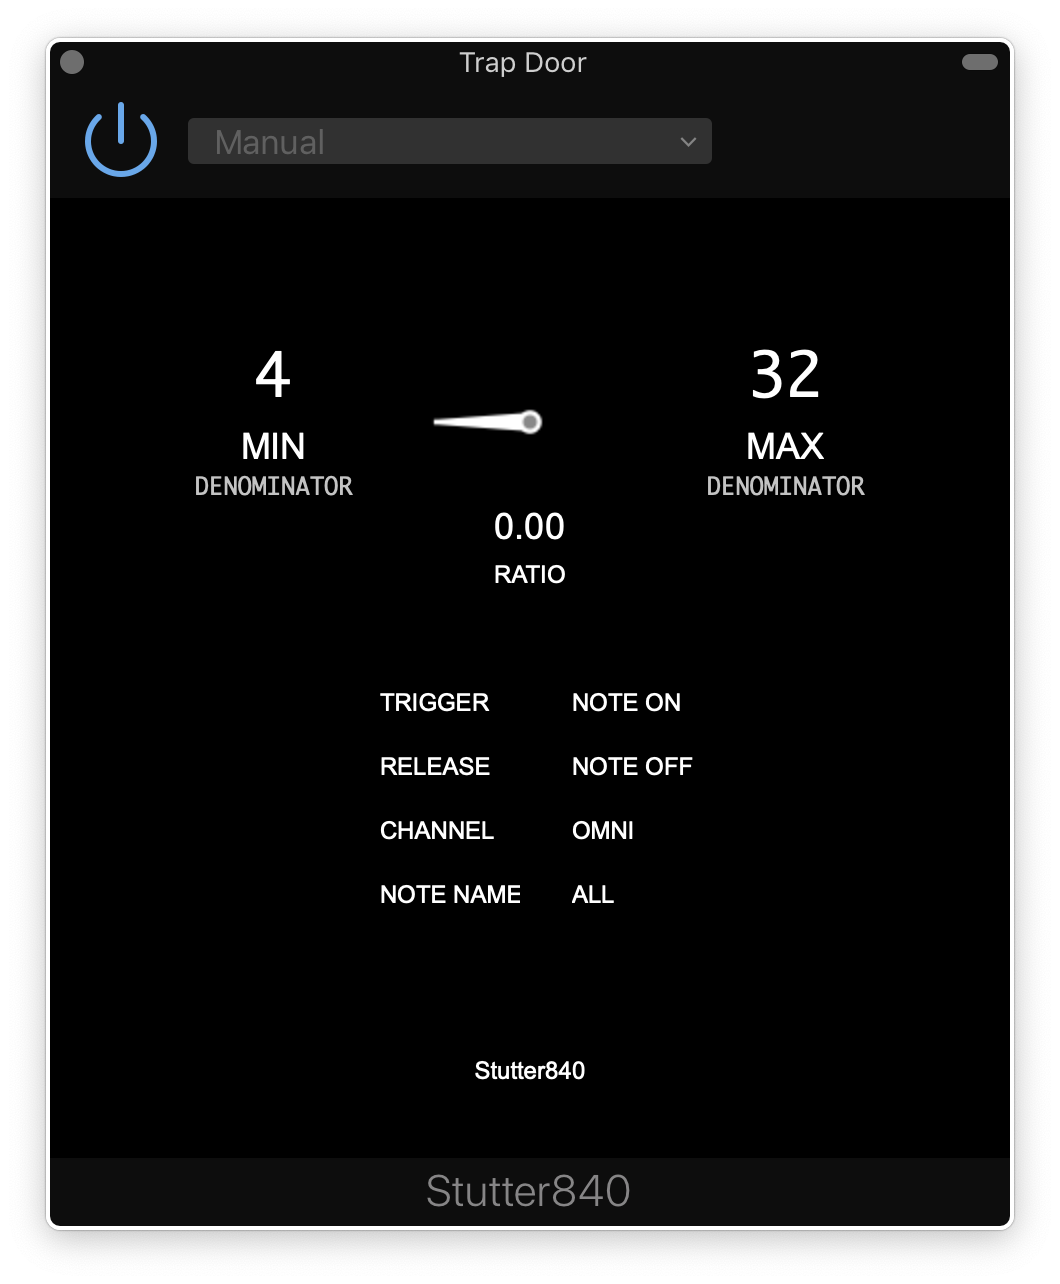 Trap Door
Manual
4
MIN
DENOMINATOR
32
MAX
DENOMINATOR
0.00
RATIO
TRIGGER NOTE ON
RELEASE NOTE OFF
CHANNEL OMNI
NOTE NAME ALL
Stutter840
Stutter840